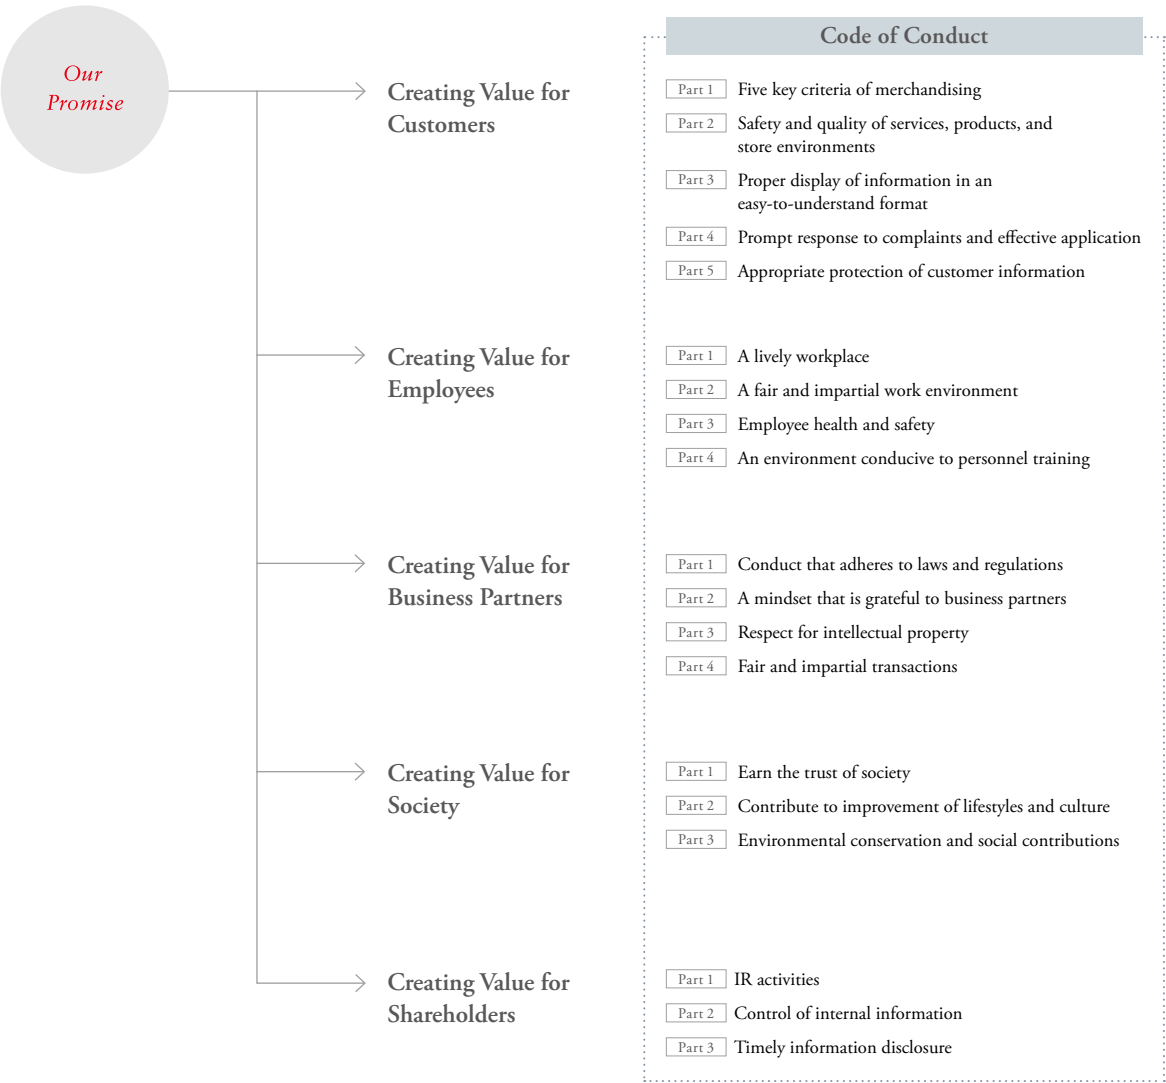 Our
Promise
Code of Conduct
Creating Value for
Customers
Part 1 Five key criteria of merchandising
Part 2 Safety and quality of services, products, and
store environments
Part 3 Proper display of information in an
easy-to-understand format
Part 4 Prompt response to complaints and effective application
Part 5 Appropriate protection of customer information
Creating Value for
Employees
Part 1 A lively workplace
Part 2 A fair and impartial work environment
Part 3 Employee health and safety
Part 4 An environment conducive to personnel training
Creating Value for
Business Partners
Part 1 Conduct that adheres to laws and regulations
Part 2 A mindset that is grateful to business partners
Part 3 Respect for intellectual property
Part 4 Fair and impartial transactions
Creating Value for
Society
Part 1 Earn the trust of society
Part 2 Contribute to improvement of lifestyles and culture
Part 3 Environmental conservation and social contributions
Creating Value for
Shareholders
Part 1 IR activities
Part 2 Control of internal information
Part 3 Timely information disclosure